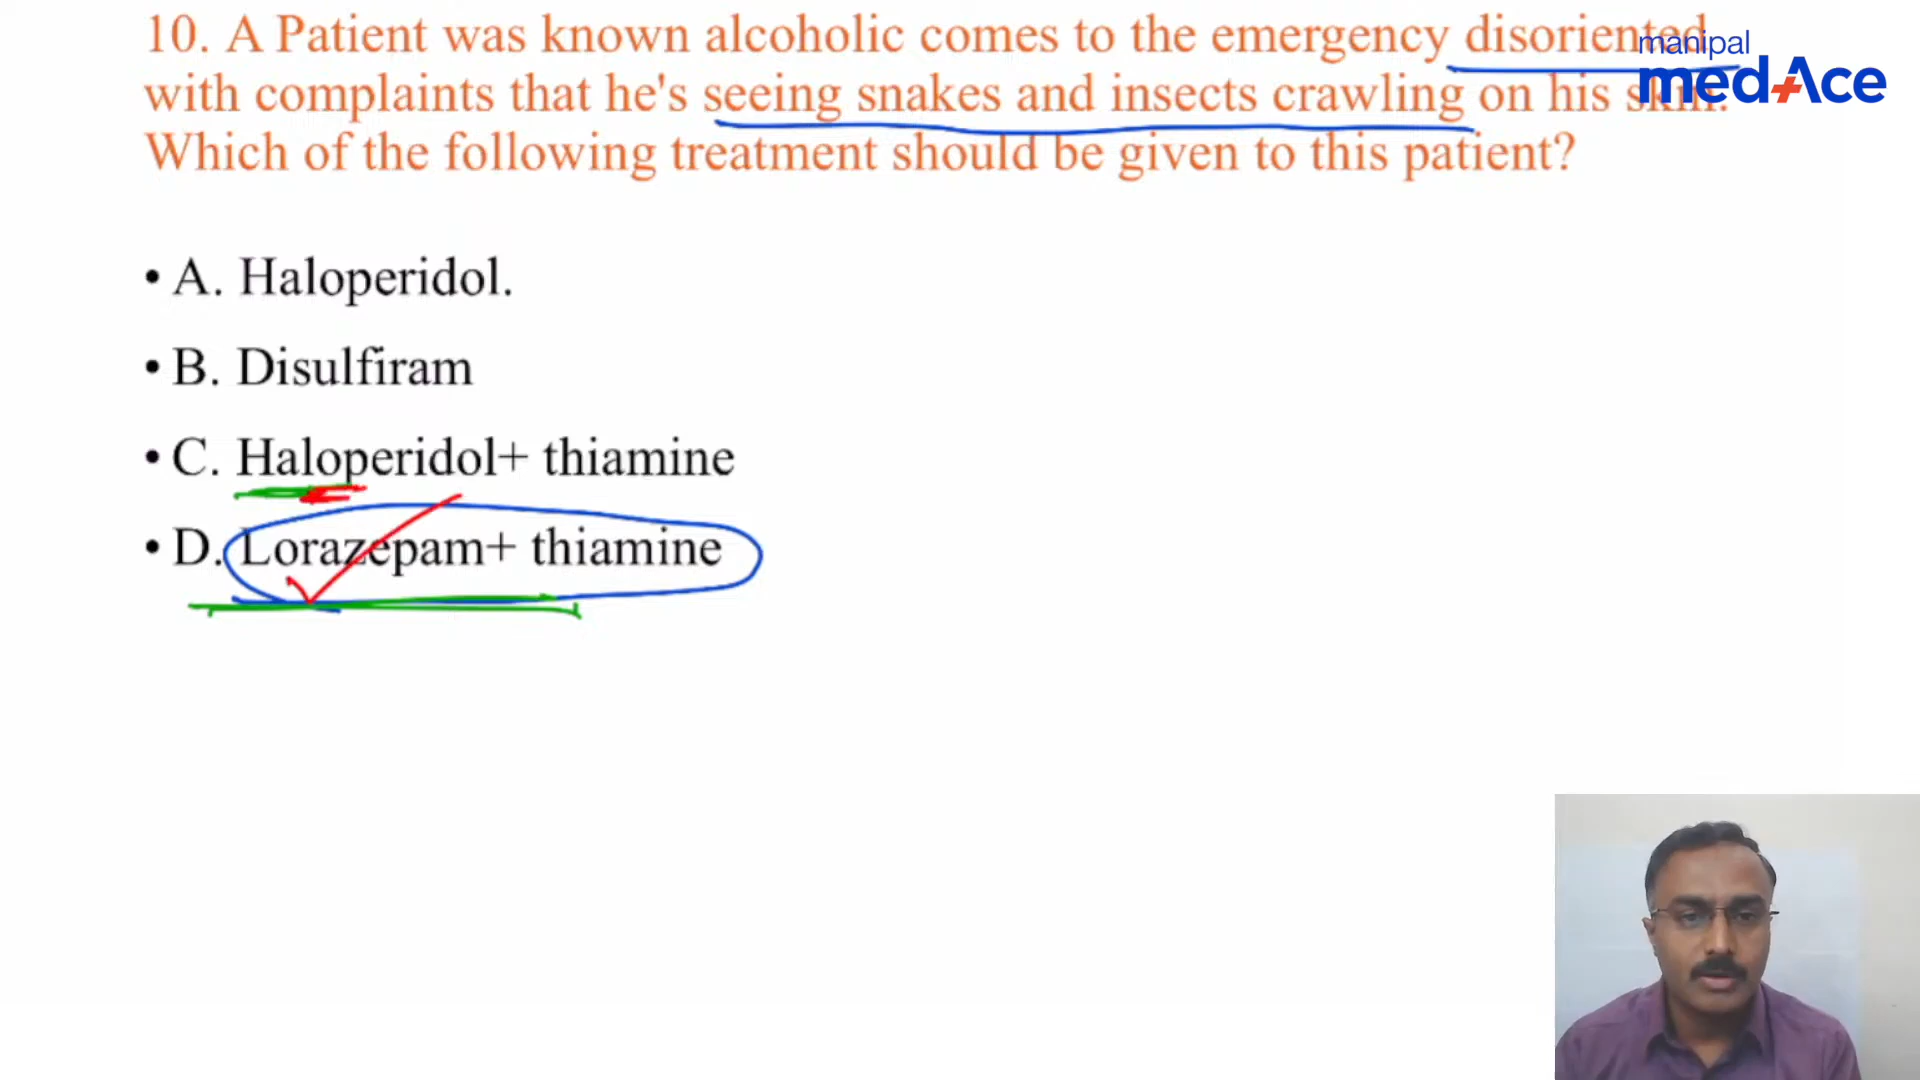 10. A Patient was known alcoholic comes to the emergency disoriented
manipal
with complaints that he's seeing snakes and insects crawling on his skin.
medAce
Which of the following treatment should be given to this patient?
• A. Haloperidol.
• B. Disulfiram
• C. Haloperidol+ thiamine
• D. Lorazepam+ thiamine